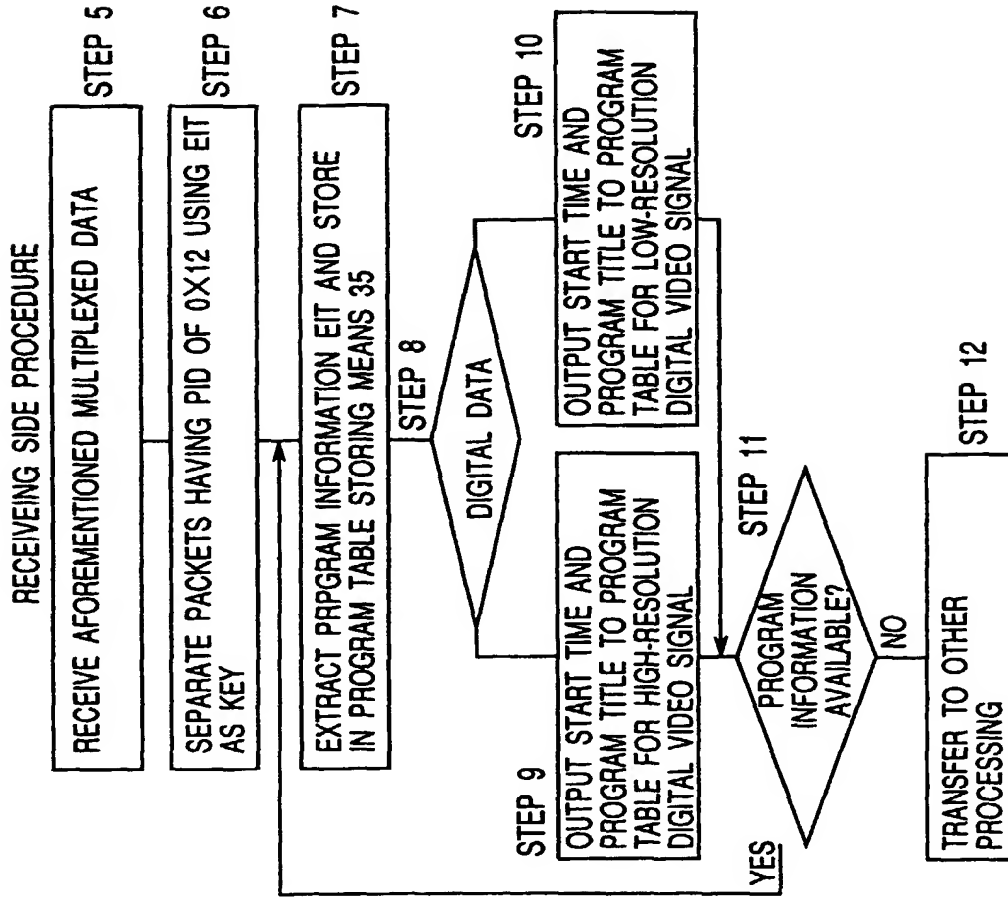 RECEIVEING SIDE PROCEDURE
RECEIVE AFOREMENTIONED MULTIPLEXED DATA
STEP 5
SEPARATE PACKETS HAVING PID OF 0X12 USING EIT
AS KEY
STEP 6
EXTRACT PRPGRAM INFORMATION EIT AND STORE
IN PROGRAM TABLE STORING MEANS 35
STEP 7
STEP 8
DIGITAL DATA
STEP 9
OUTPUT START TIME AND
PROGRAM TITLE TO PROGRAM
TABLE FOR HIGH-RESOLUTION
DIGITAL VIDEO SIGNAL
STEP 10
OUTPUT START TIME AND
PROGRAM TITLE TO PROGRAM
TABLE FOR LOW-RESOLUTION
DIGITAL VIDEO SIGNAL
STEP 11
PROGRAM
INFORMATION
AVAILABLE?
YES
NO
TRANSFER TO OTHER
PROCESSING
STEP 12